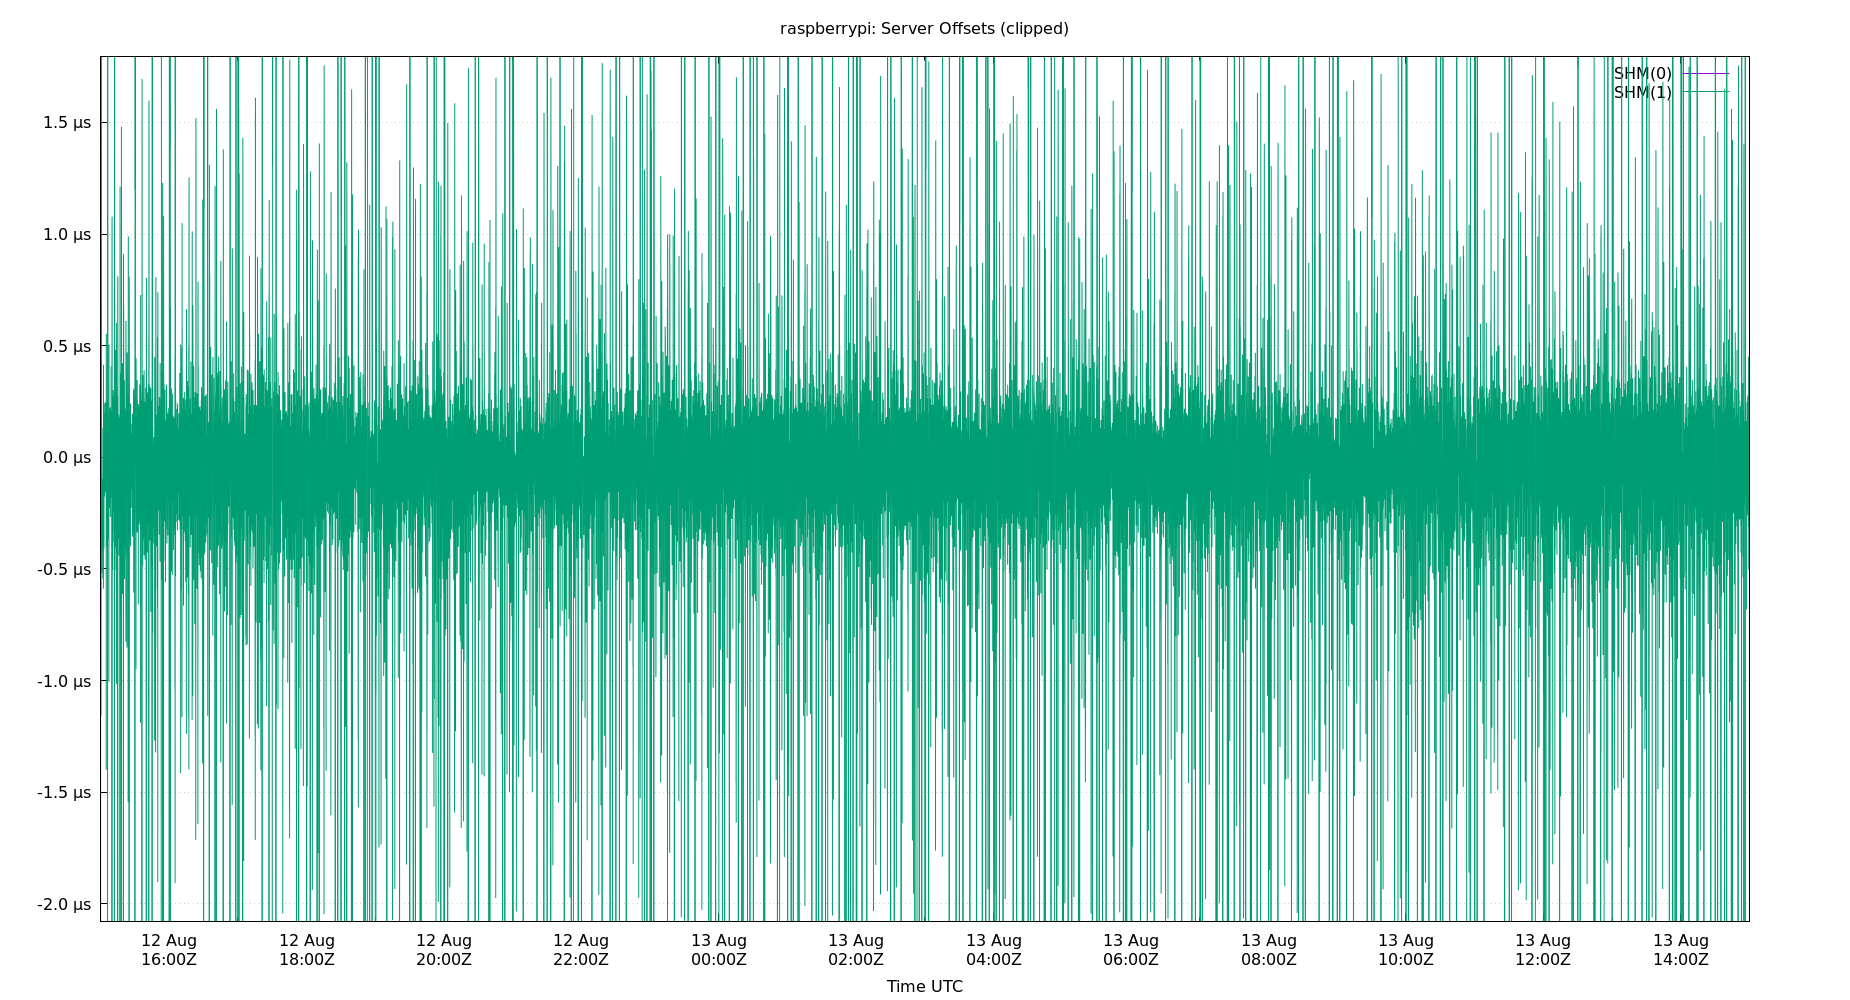 raspberrypi: Server Offsets (clipped)
SHM(0)
SHM(1)
1.5 µs
1.0 µs
0.5 µs
0.0 µs
-0.5 µs
-1.0 µs
-1.5 µs
-2.0 µs
12 Aug 12 Aug 12 Aug 12 Aug 13 Aug 13 Aug 13 Aug 13 Aug 13 Aug 13 Aug 13 Aug 13 Aug
16:00Z 18:00Z 20:00Z 22:00Z 00:00Z 02:00Z 04:00Z 06:00Z 08:00Z 10:00Z 12:00Z 14:00Z
Time UTC